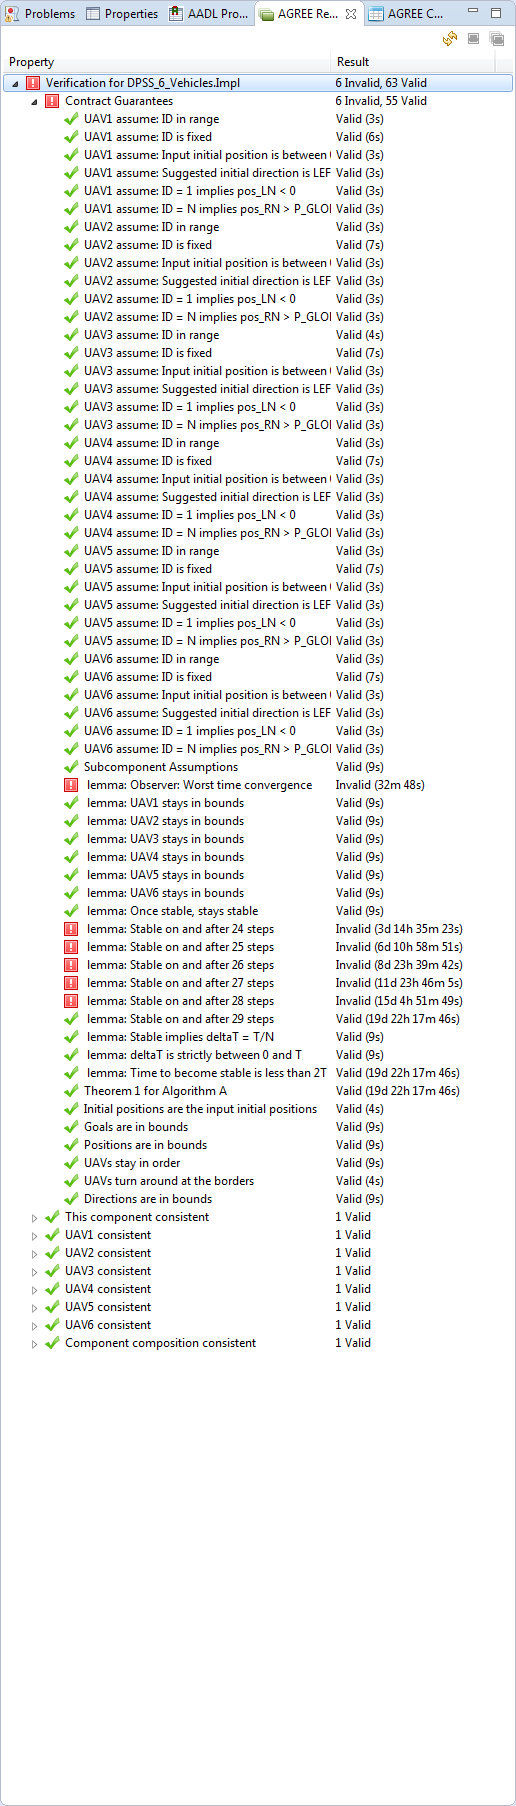 Problems Properties AADL Pro... AGREE Re... AGREE C...
Property Result
Verification for DPSS_6_Vehicles.Impl 6 Invalid, 63 Valid
Contract Guarantees 6 Invalid, 55 Valid
UAV1 assume: ID in range Valid (3s)
UAV1 assume: ID is fixed Valid (6s)
UAV1 assume: Input initial position is between Valid (3s)
UAV1 assume: Suggested initial direction is LEF Valid (3s)
UAV1 assume: ID = 1 implies pos_LN < 0 Valid (3s)
UAV1 assume: ID = N implies pos_RN > P_GLO Valid (3s)
UAV2 assume: ID in range Valid (3s)
UAV2 assume: ID is fixed Valid (7s)
UAV2 assume: Input initial position is between Valid (3s)
UAV2 assume: Suggested initial direction is LEF Valid (3s)
UAV2 assume: ID = 1 implies pos_LN < 0 Valid (3s)
UAV2 assume: ID = N implies pos_RN > P_GLO Valid (3s)
UAV3 assume: ID in range Valid (4s)
UAV3 assume: ID is fixed Valid (7s)
UAV3 assume: Input initial position is between Valid (3s)
UAV3 assume: Suggested initial direction is LEF Valid (3s)
UAV3 assume: ID = 1 implies pos_LN < 0 Valid (3s)
UAV3 assume: ID = N implies pos_RN > P_GLO Valid (3s)
UAV4 assume: ID in range Valid (3s)
UAV4 assume: ID is fixed Valid (7s)
UAV4 assume: Input initial position is between Valid (3s)
UAV4 assume: Suggested initial direction is LEF Valid (3s)
UAV4 assume: ID = 1 implies pos_LN < 0 Valid (3s)
UAV4 assume: ID = N implies pos_RN > P_GLO Valid (3s)
UAV5 assume: ID in range Valid (3s)
UAV5 assume: ID is fixed Valid (7s)
UAV5 assume: Input initial position is between Valid (3s)
UAV5 assume: Suggested initial direction is LEF Valid (3s)
UAV5 assume: ID = 1 implies pos_LN < 0 Valid (3s)
UAV5 assume: ID = N implies pos_RN > P_GLO Valid (3s)
UAV6 assume: ID in range Valid (3s)
UAV6 assume: ID is fixed Valid (7s)
UAV6 assume: Input initial position is between Valid (3s)
UAV6 assume: Suggested initial direction is LEF Valid (3s)
UAV6 assume: ID = 1 implies pos_LN < 0 Valid (3s)
UAV6 assume: ID = N implies pos_RN > P_GLO Valid (3s)
Subcomponent Assumptions Valid (9s)
lemma: Observer: Worst time convergence Invalid (32m 48s)
lemma: UAV1 stays in bounds Valid (9s)
lemma: UAV2 stays in bounds Valid (9s)
lemma: UAV3 stays in bounds Valid (9s)
lemma: UAV4 stays in bounds Valid (9s)
lemma: UAV5 stays in bounds Valid (9s)
lemma: UAV6 stays in bounds Valid (9s)
lemma: Once stable, stays stable Valid (9s)
lemma: Stable on and after 24 steps Invalid (3d 14h 35m 23s)
lemma: Stable on and after 25 steps Invalid (6d 10h 58m 51s)
lemma: Stable on and after 26 steps Invalid (8d 23h 39m 42s)
lemma: Stable on and after 27 steps Invalid (11d 23h 46m 5s)
lemma: Stable on and after 28 steps Invalid (15d 4h 51m 49s)
lemma: Stable on and after 29 steps Valid (19d 22h 17m 46s)
lemma: Stable implies deltaT = T/N Valid (9s)
lemma: deltaT is strictly between 0 and T Valid (9s)
lemma: Time to become stable is less than 2T Valid (19d 22h 17m 46s)
Theorem 1 for Algorithm A Valid (19d 22h 17m 46s)
Initial positions are the input initial positions Valid (4s)
Goals are in bounds Valid (9s)
Positions are in bounds Valid (9s)
UAVs stay in order Valid (9s)
UAVs turn around at the borders Valid (4s)
Directions are in bounds Valid (9s)
This component consistent 1 Valid
UAV1 consistent 1 Valid
UAV2 consistent 1 Valid
UAV3 consistent 1 Valid
UAV4 consistent 1 Valid
UAV5 consistent 1 Valid
UAV6 consistent 1 Valid
Component composition consistent 1 Valid